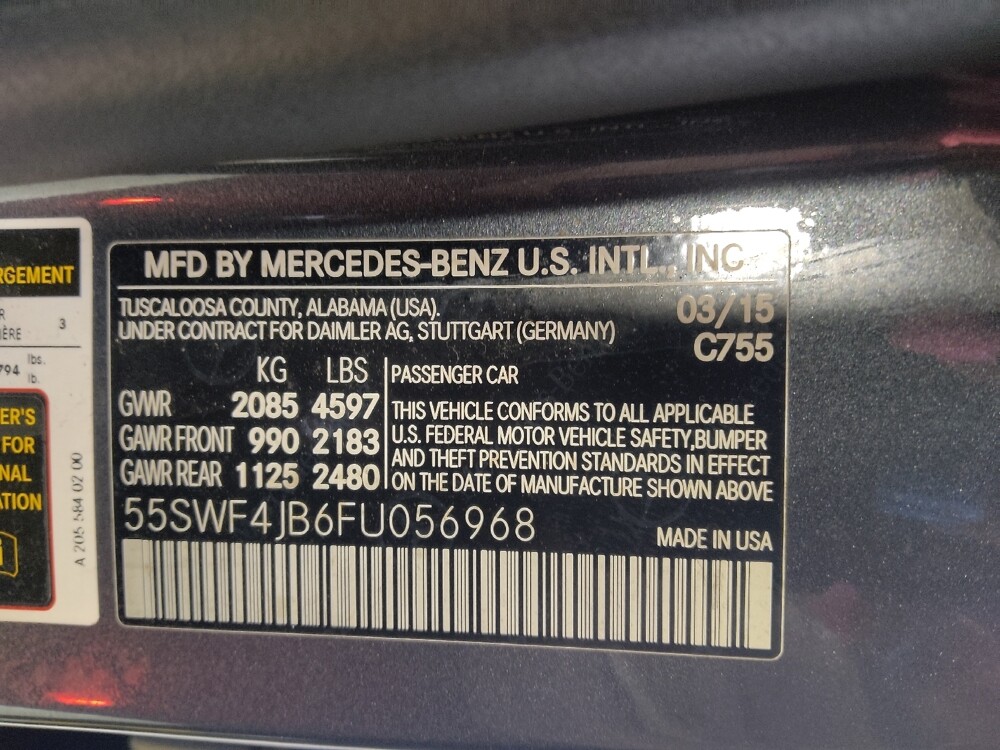 MFD BY MERCEDES-BENZ U.S. INTL., INC.
TUSCALOOSA COUNTY, ALABAMA (USA).
UNDER CONTRACT FOR DAIMLER AG, STUTTGART (GERMANY)
03/15
C755
KG LBS
GVWR 2085 4597
GAWR FRONT 990 2183
GAWR REAR 1125 2480
PASSENGER CAR
THIS VEHICLE CONFORMS TO ALL APPLICABLE
U.S. FEDERAL MOTOR VEHICLE SAFETY,BUMPER
AND THEFT PREVENTION STANDARDS IN EFFECT
ON THE DATE OF MANUFACTURE SHOWN ABOVE
55SWF4JB6FU056968
MADE IN USA
RGEMENT
R
IÈRE 3
794 lbs.
lb.
ER'S
FOR
NAL
ATION
A 205 584 02 00